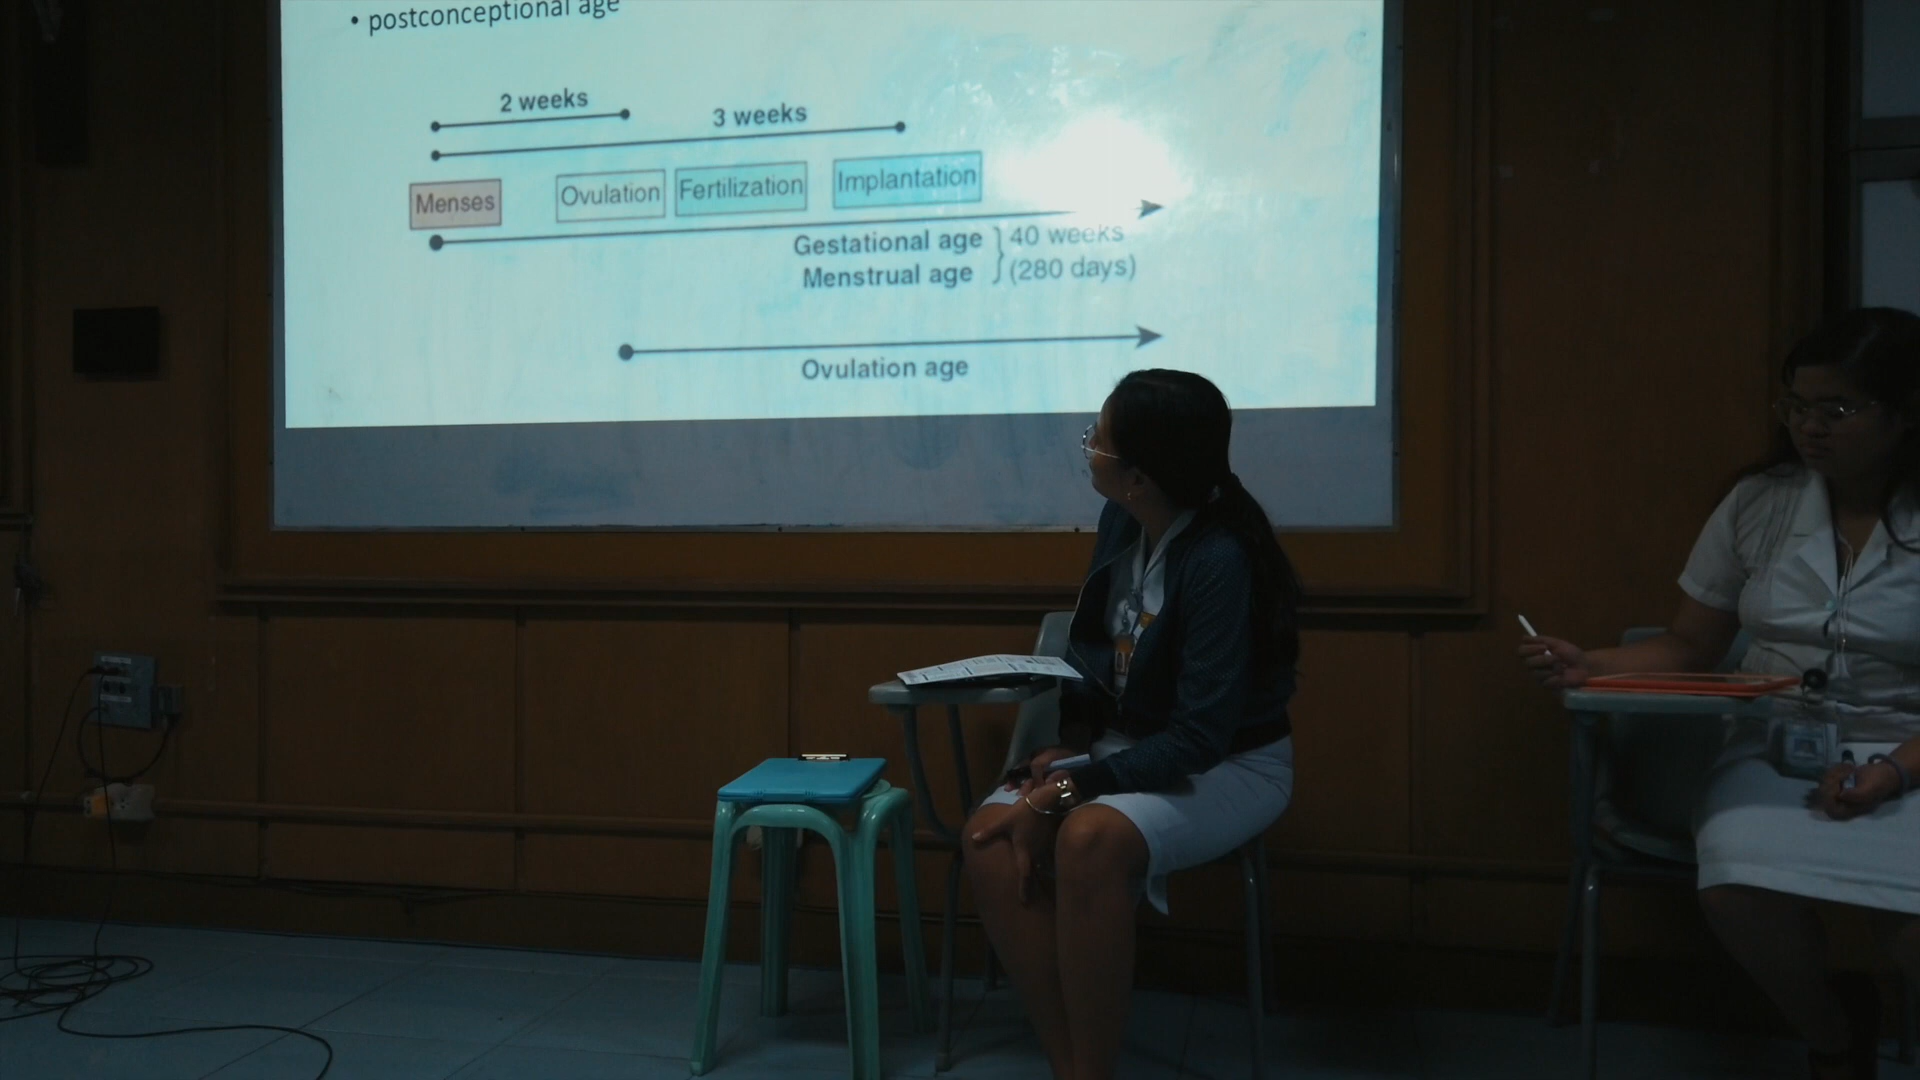 • postconceptional age
2 weeks
3 weeks
Menses
Ovulation
Fertilization
Implantation
Gestational age
Menstrual age
40 weeks
(280 days)
Ovulation age